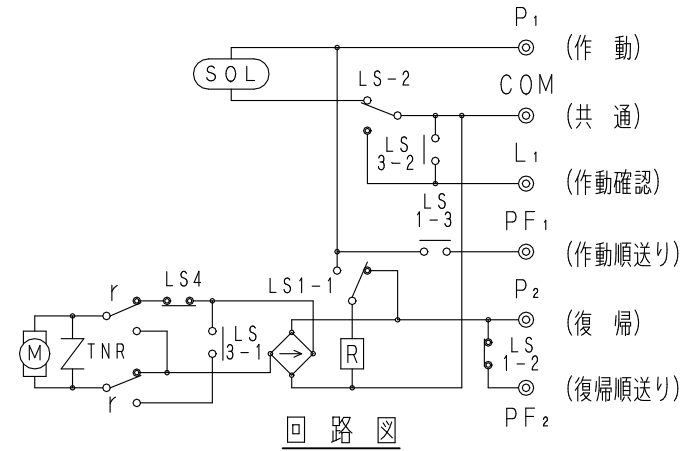 P₁ (作 動)
SOL
LS-2
COM (共 通)
LS
3-2
L₁ (作動確認)
LS
1-3
PF₁ (作動順送り)
r
LS4
LS1-1
P₂ (復 帰)
M
TNR
LS
3-1
R
LS
1-2
r
PF₂ (復帰順送り)
回 路 図